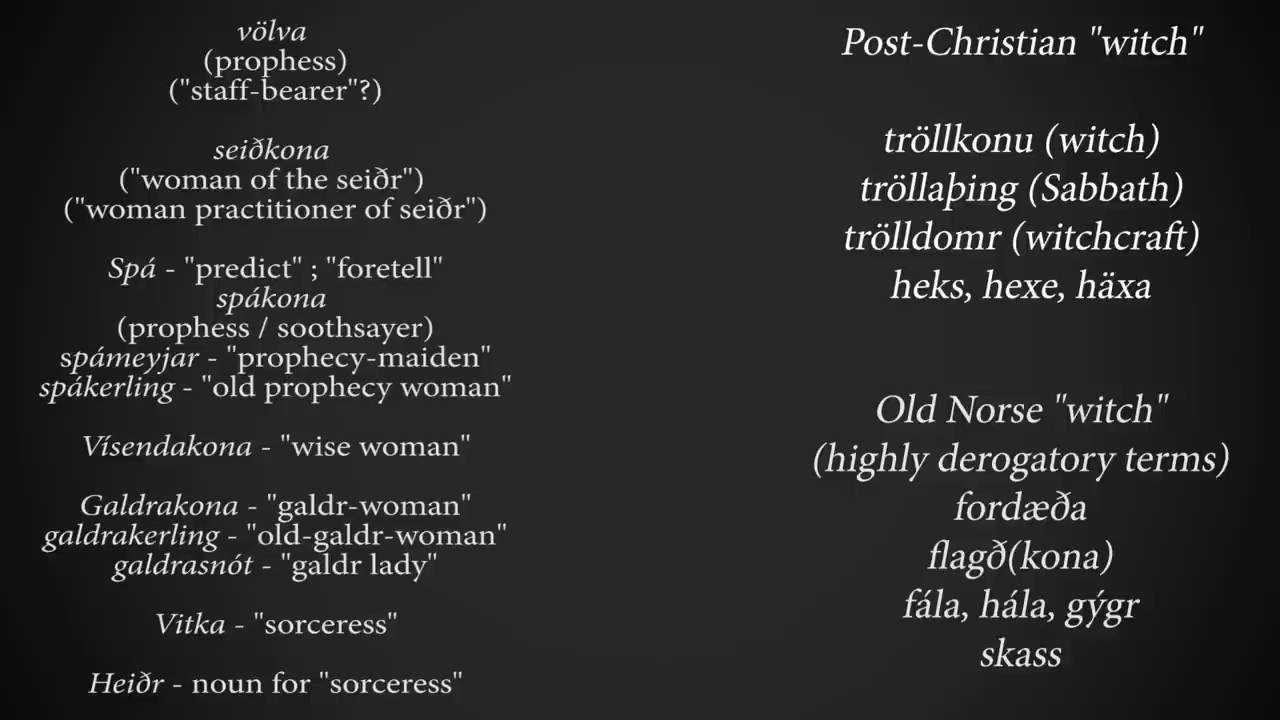 völva
(prophess)
("staff-bearer"?)
seiðkona
("woman of the seiðr")
("woman practitioner of seiðr")
Spá - "predict" ; "foretell"
spákona
(prophess / soothsayer)
spámeyjar - "prophecy-maiden"
spákerling - "old prophecy woman"
Vísendakona - "wise woman"
Galdrakona - "galdr-woman"
galdrakerling - "old-galdr-woman"
galdrasnót - "galdr lady"
Vitka - "sorceress"
Heiðr - noun for "sorceress"
Post-Christian "witch"
tröllkonu (witch)
tröllaþing (Sabbath)
trölldomr (witchcraft)
heks, hexe, häxa
Old Norse "witch"
(highly derogatory terms)
fordæða
flagð(kona)
fála, hála, gýgr
skass